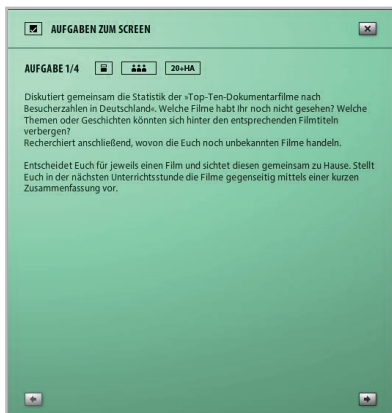 AUFGABEN ZUM SCREEN
AUFGABE 1/4 20+HA
Diskutiert gemeinsam die Statistik der »Top-Ten-Dokumentarfilme nach
Besucherzahlen in Deutschland«. Welche Filme habt Ihr noch nicht gesehen? Welche
Themen oder Geschichten könnten sich hinter den entsprechenden Filmtiteln
verbergen?
Recherchiert anschließend, wovon die Euch noch unbekannten Filme handeln.
Entscheidet Euch für jeweils einen Film und sichtet diesen gemeinsam zu Hause. Stellt
Euch in der nächsten Unterrichtsstunde die Filme gegenseitig mittels einer kurzen
Zusammenfassung vor.